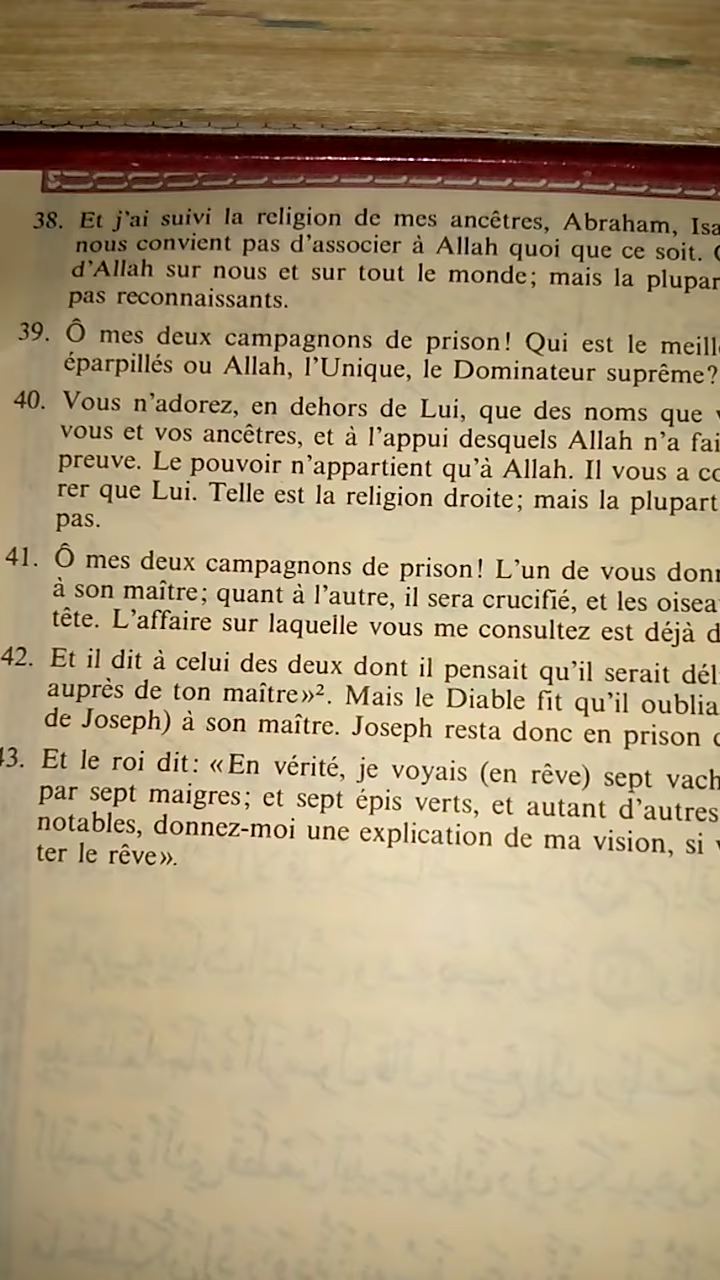 38. Et j'ai suivi la religion de mes ancêtres, Abraham,
nous convient pas d'associer à Allah quoi que ce soit.
d'Allah sur nous et sur tout le monde; mais la
pas reconnaissants.
39. Ô mes deux campagnons de prison! Qui est le
éparpillés ou Allah, l'Unique, le Dominateur suprême?
40. Vous n'adorez, en dehors de Lui, que des noms que
vous et vos ancêtres, et à l'appui desquels Allah n'a
preuve. Le pouvoir n'appartient qu'à Allah. Il vous a
rer que Lui. Telle est la religion droite; mais la plupart
pas.
41. Ô mes deux campagnons de prison! L'un de vous
à son maître; quant à l'autre, il sera crucifié, et les
tête. L'affaire sur laquelle vous me consultez est déjà
42. Et il dit à celui des deux dont il pensait qu'il serait
auprès de ton maître»². Mais le Diable fit qu'il
de Joseph) à son maître. Joseph resta donc en prison
43. Et le roi dit: «En vérité, je voyais (en rêve) sept
par sept maigres; et sept épis verts, et autant d'autres
notables, donnez-moi une explication de ma vision, si
ter le rêve».